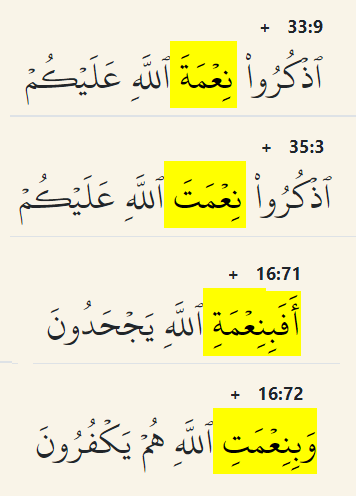 + 33:9
ٱذْكُرُوا۟ نِعْمَةَ ٱللَّهِ عَلَيْكُمْ
+ 35:3
ٱذْكُرُوا۟ نِعْمَتَ ٱللَّهِ عَلَيْكُمْ
+ 16:71
أَفَبِنِعْمَةِ ٱللَّهِ يَجْحَدُونَ
+ 16:72
وَبِنِعْمَتِ ٱللَّهِ هُمْ يَكْفُرُونَ